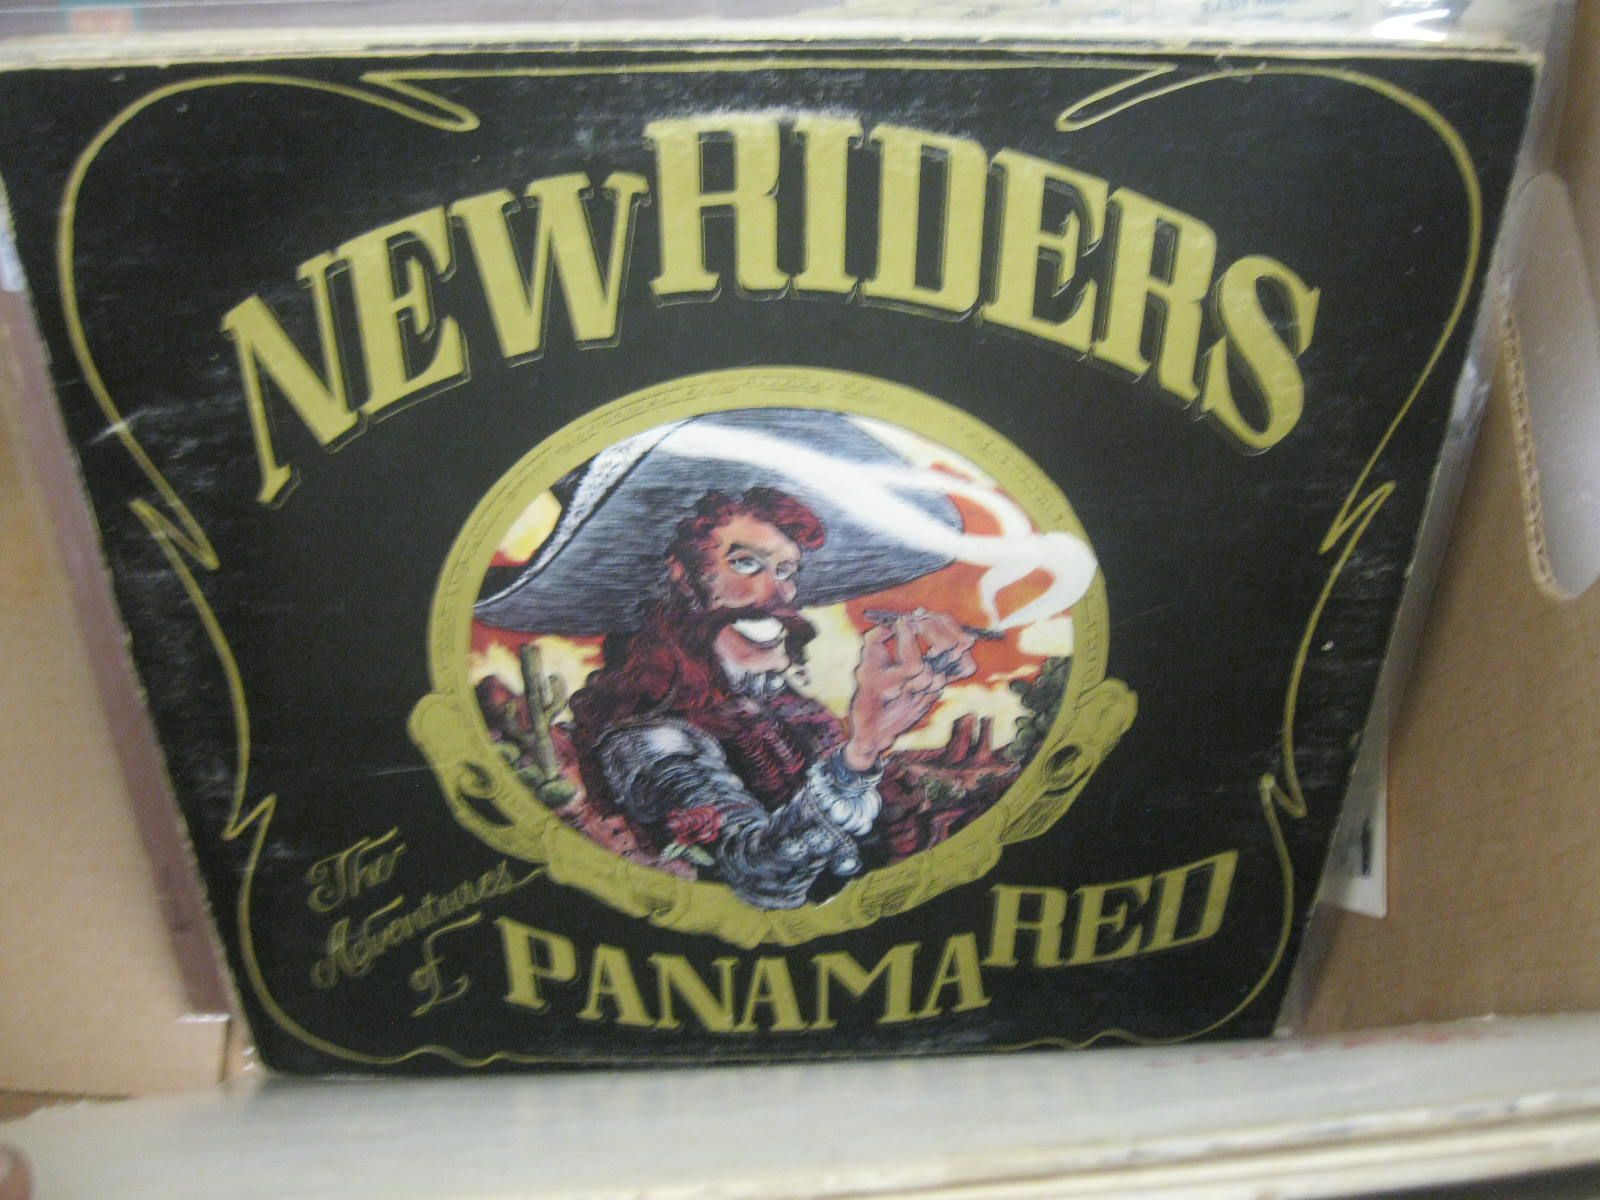 NEW RIDERS
The
Adventures
of
PANAMA RED